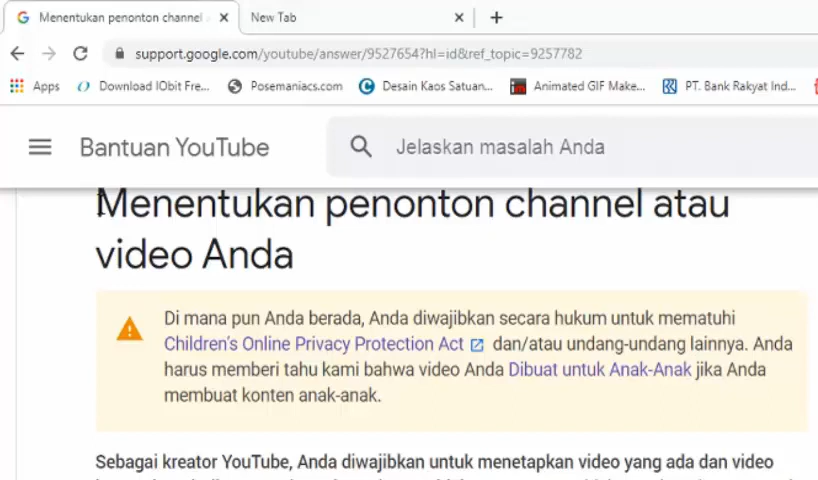 Menentukan penonton channel
New Tab
support.google.com/youtube/answer/9527654?hl=id&ref_topic=9257782
Apps
Download IObit Fre...
Posemaniacs.com
Desain Kaos Satuan...
Animated GIF Make...
PT. Bank Rakyat Ind...
Bantuan YouTube
Jelaskan masalah Anda
Menentukan penonton channel atau
video Anda
Di mana pun Anda berada, Anda diwajibkan secara hukum untuk mematuhi
Children's Online Privacy Protection Act dan/atau undang-undang lainnya. Anda
harus memberi tahu kami bahwa video Anda Dibuat untuk Anak-Anak jika Anda
membuat konten anak-anak.
Sebagai kreator YouTube, Anda diwajibkan untuk menetapkan video yang ada dan video